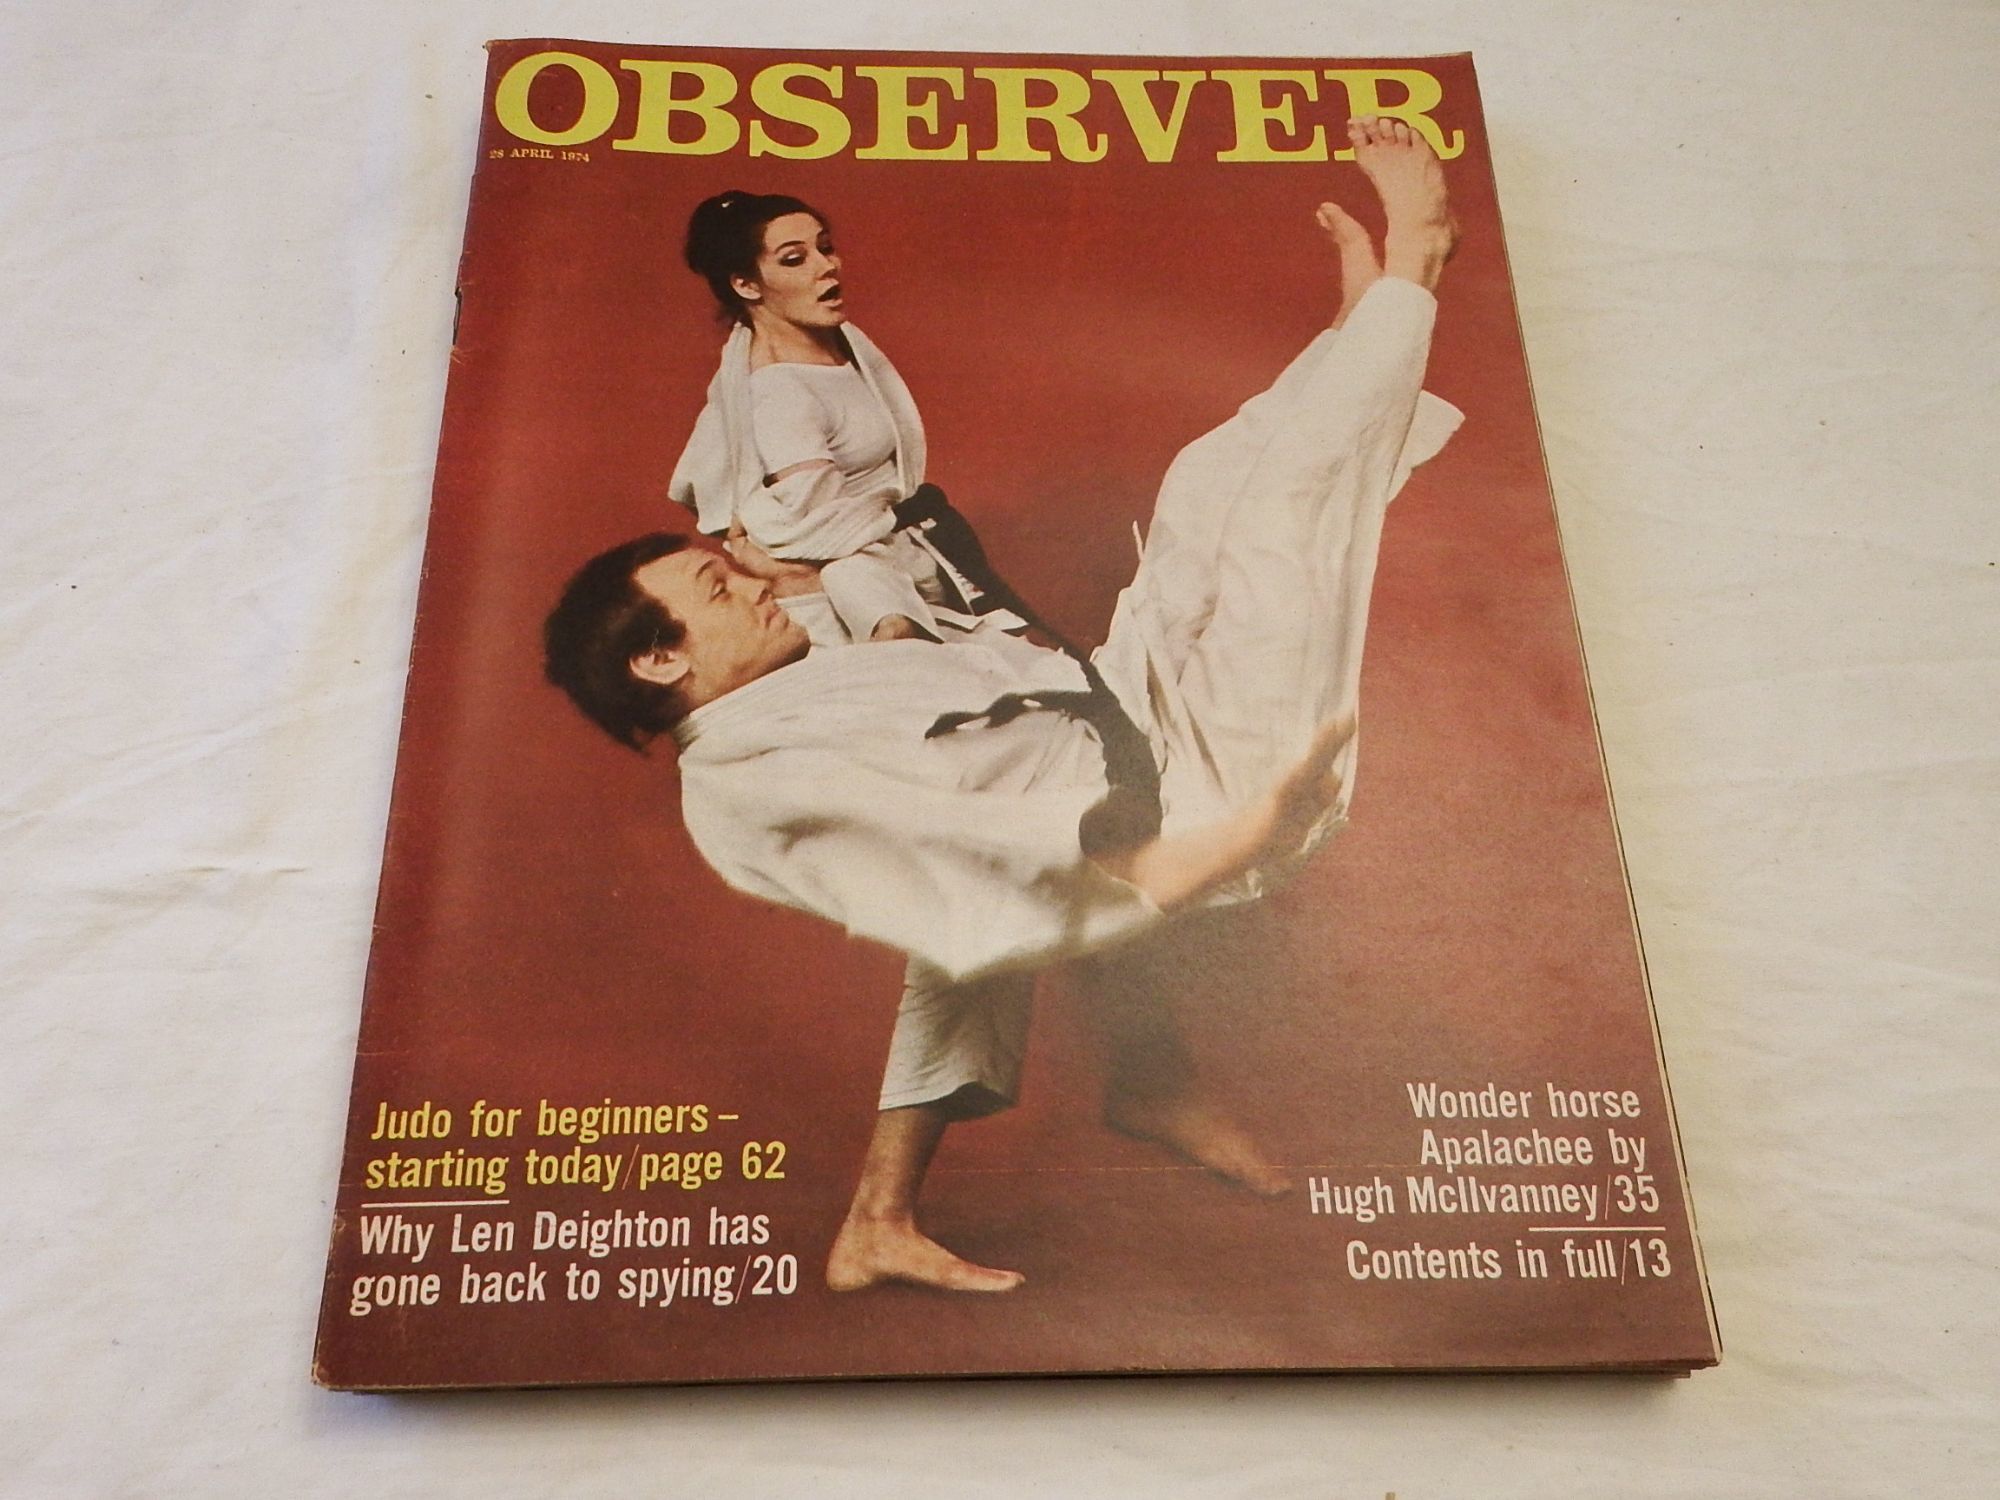 OBSERVER
28 APRIL 1974
Judo for beginners –
starting today/page 62
Why Len Deighton has
gone back to spying/20
Wonder horse
Apalachee by
Hugh McIlvanney/35
Contents in full/13